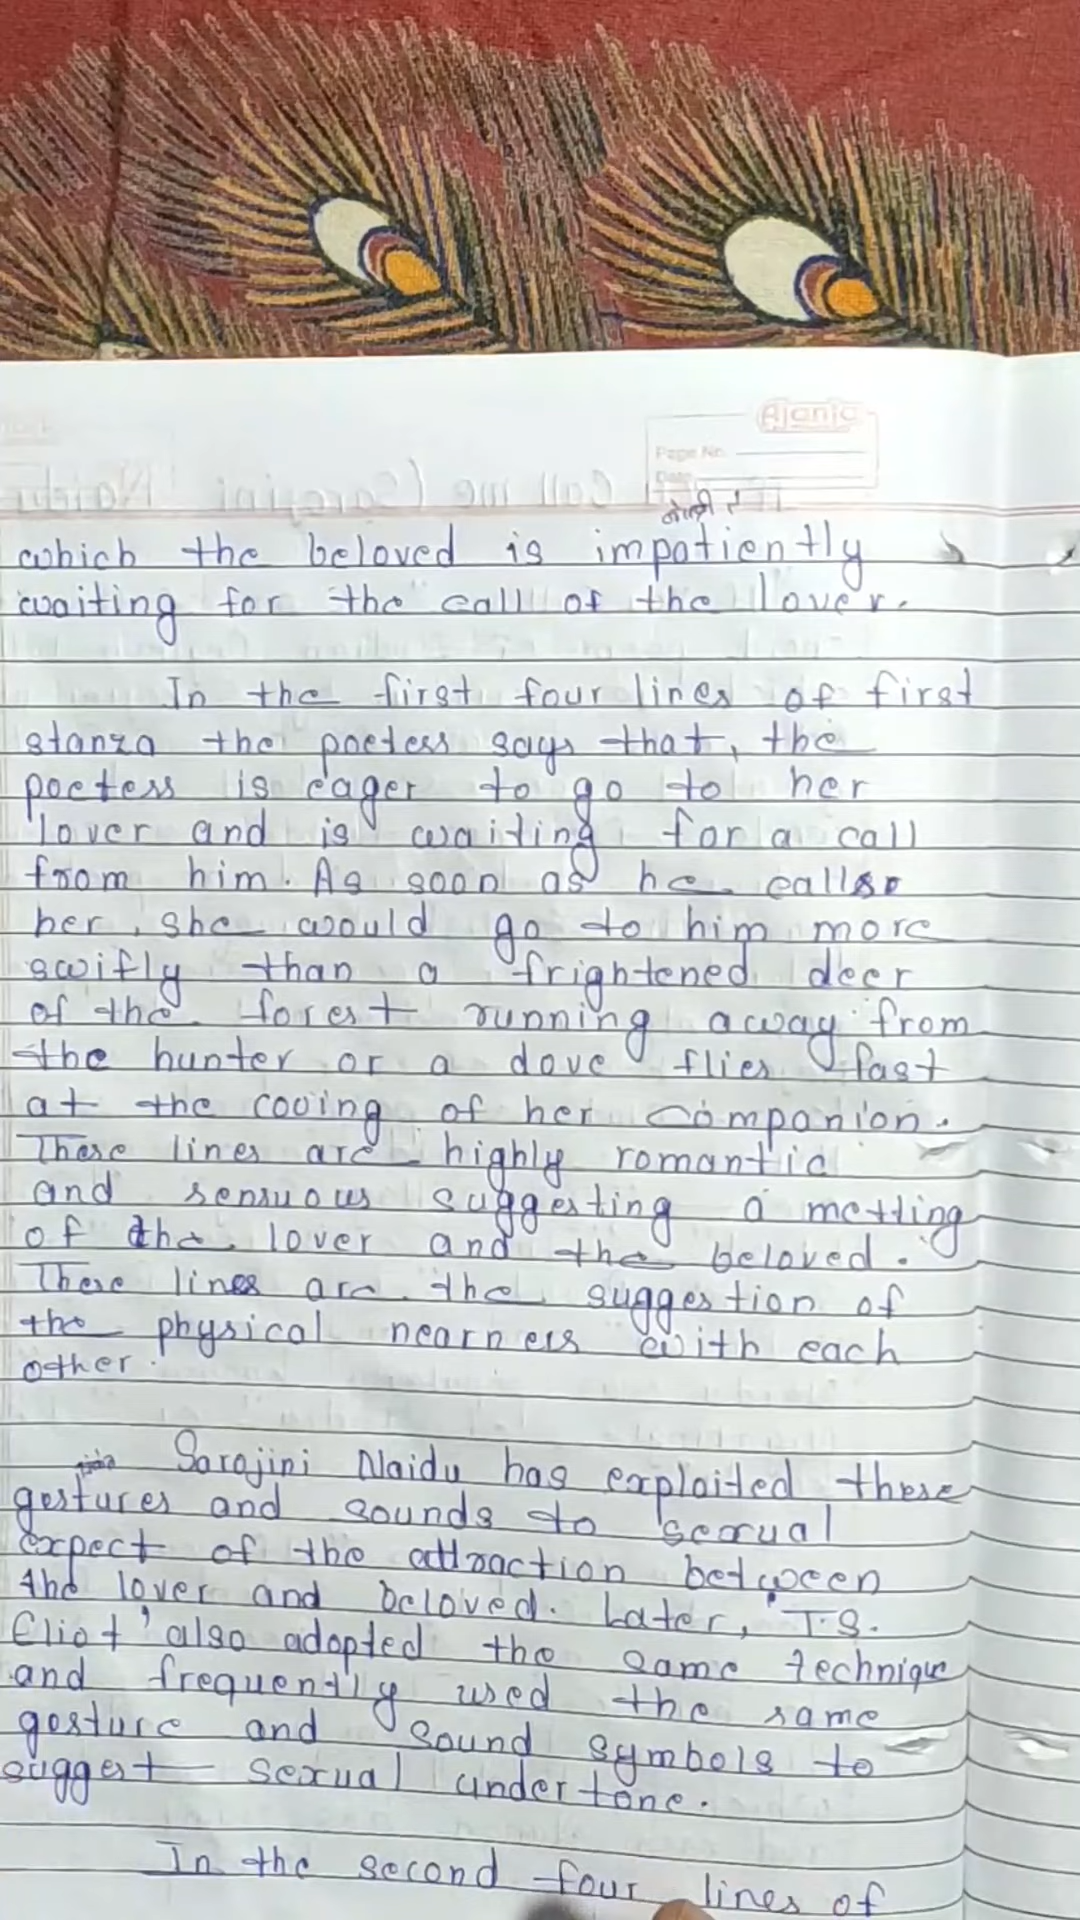 Ajanta
Page No.
Date
which the beloved is impatiently
waiting for the call of the lover.
In the first four lines of first
stanza the poetess says that, the
poetess is eager to go to her
lover and is waiting for a call
from him. As soon as he calls
her, she would go to him more
swifly than a frightened deer
of the forest running away from
the hunter or a dove flies fast
at the cooing of her companion.
These lines are highly romantic
and sensuous suggesting a metting
of the lover and the beloved.
These lines are the suggestion of
the physical nearness with each
other.
Sarojini Naidu has exploited these
gestures and sounds to sexual
expect of the attraction between
the lover and beloved. Later, 'T.S.
Eliot' also adopted the same technique
and frequently used the same
gesture and sound symbols to
suggest sexual undertone.
In the second four lines of